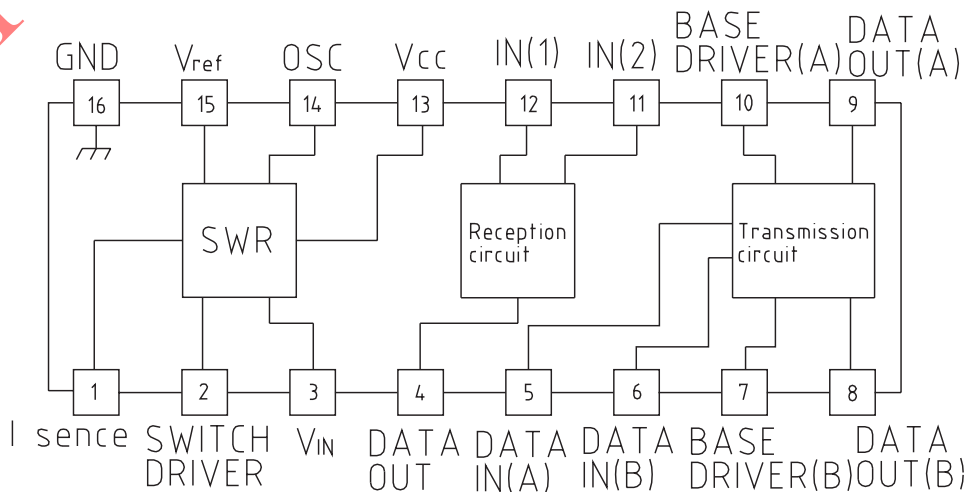 GND
Vref
OSC
Vcc
IN(1)
IN(2)
BASE
DRIVER(A)
DATA
OUT(A)
16
15
14
13
12
11
10
9
SWR
Reception
circuit
Transmission
circuit
1
2
3
4
5
6
7
8
I sence
SWITCH
DRIVER
VIN
DATA
OUT
DATA
IN(A)
DATA
IN(B)
BASE
DRIVER(B)
DATA
OUT(B)